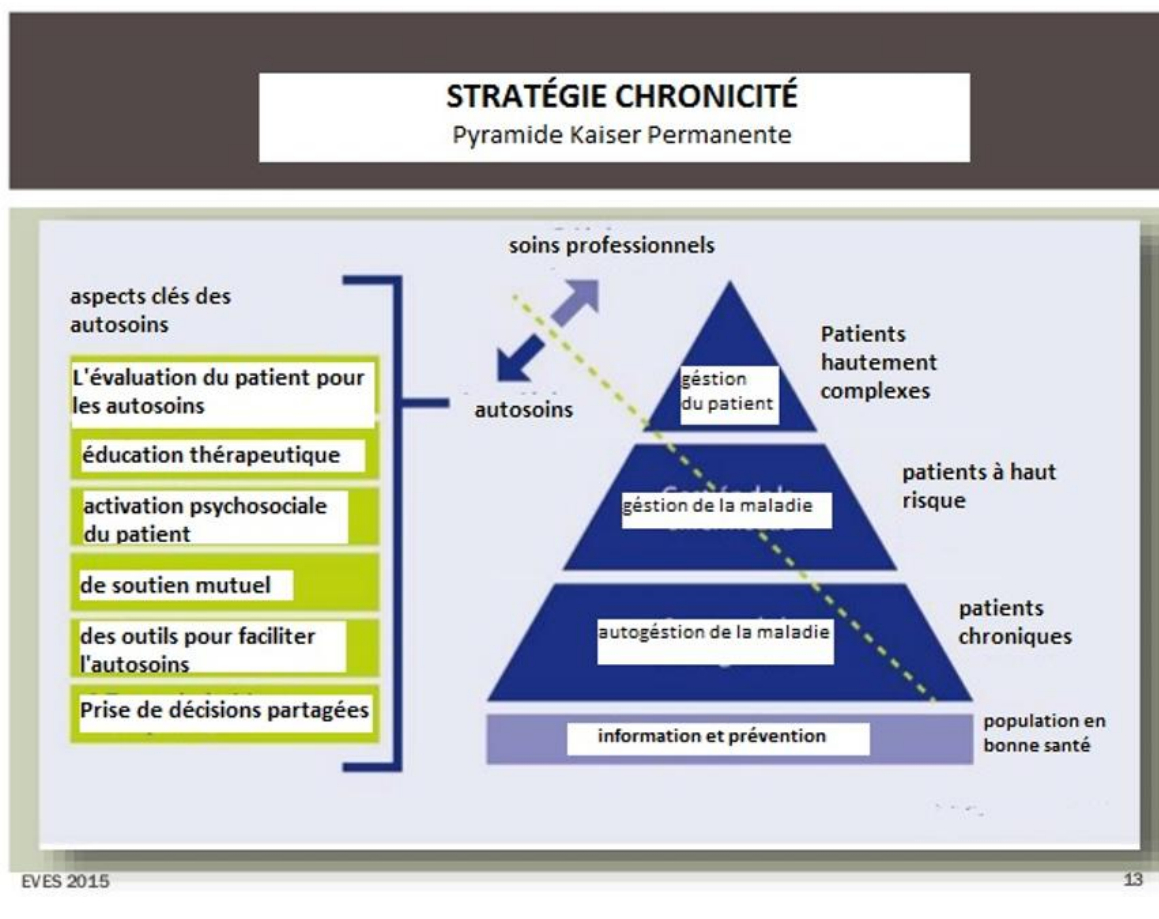 STRATÉGIE CHRONICITÉ
Pyramide Kaiser Permanente
soins professionnels
aspects clés des
autosoins
L'évaluation du patient pour
les autosoins
éducation thérapeutique
activation psychosociale
du patient
de soutien mutuel
des outils pour faciliter
l'autosoins
Prise de décisions partagées
autosoins
géstion
du patient
Patients
hautement
complexes
géstion de la maladie
patients à haut
risque
autogéstion de la maladie
patients
chroniques
information et prévention
population en
bonne santé
EVES 2015
13